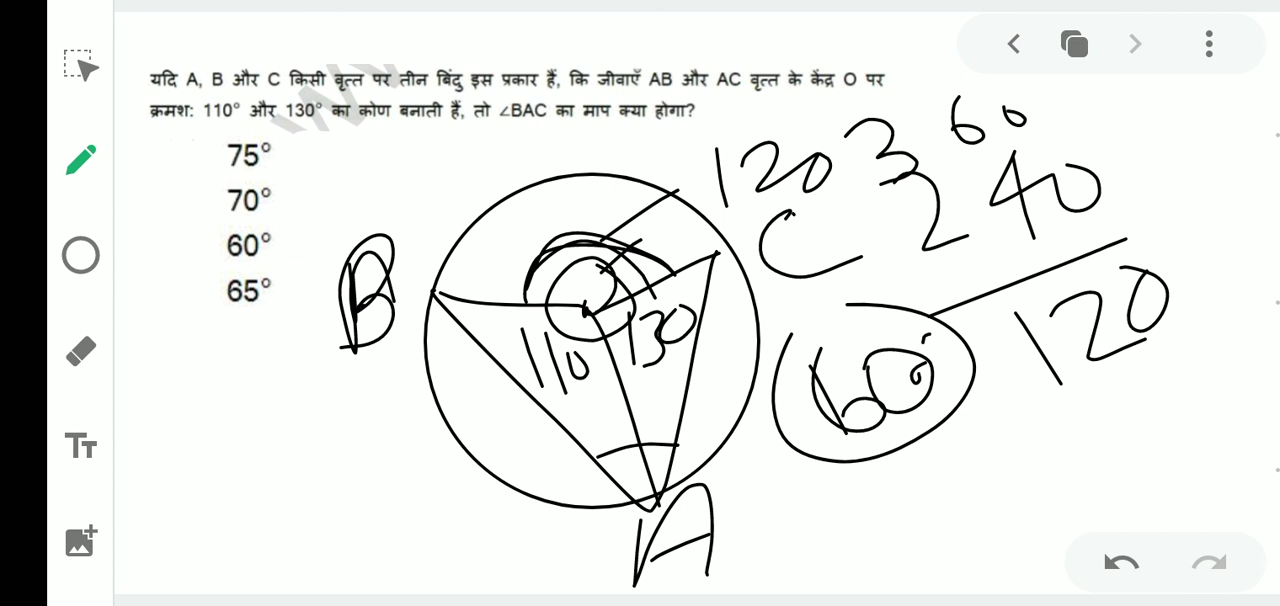 यदि A, B और C किसी वृत्त पर तीन बिंदु इस प्रकार हैं, कि जीवाएँ AB और AC वृत्त के केंद्र O पर
क्रमश: 110° और 130° का कोण बनाती हैं, तो ∠BAC का माप क्या होगा?
75°
70°
60°
65°
360
120
240
C
B
110
130
120
60°
A
TT